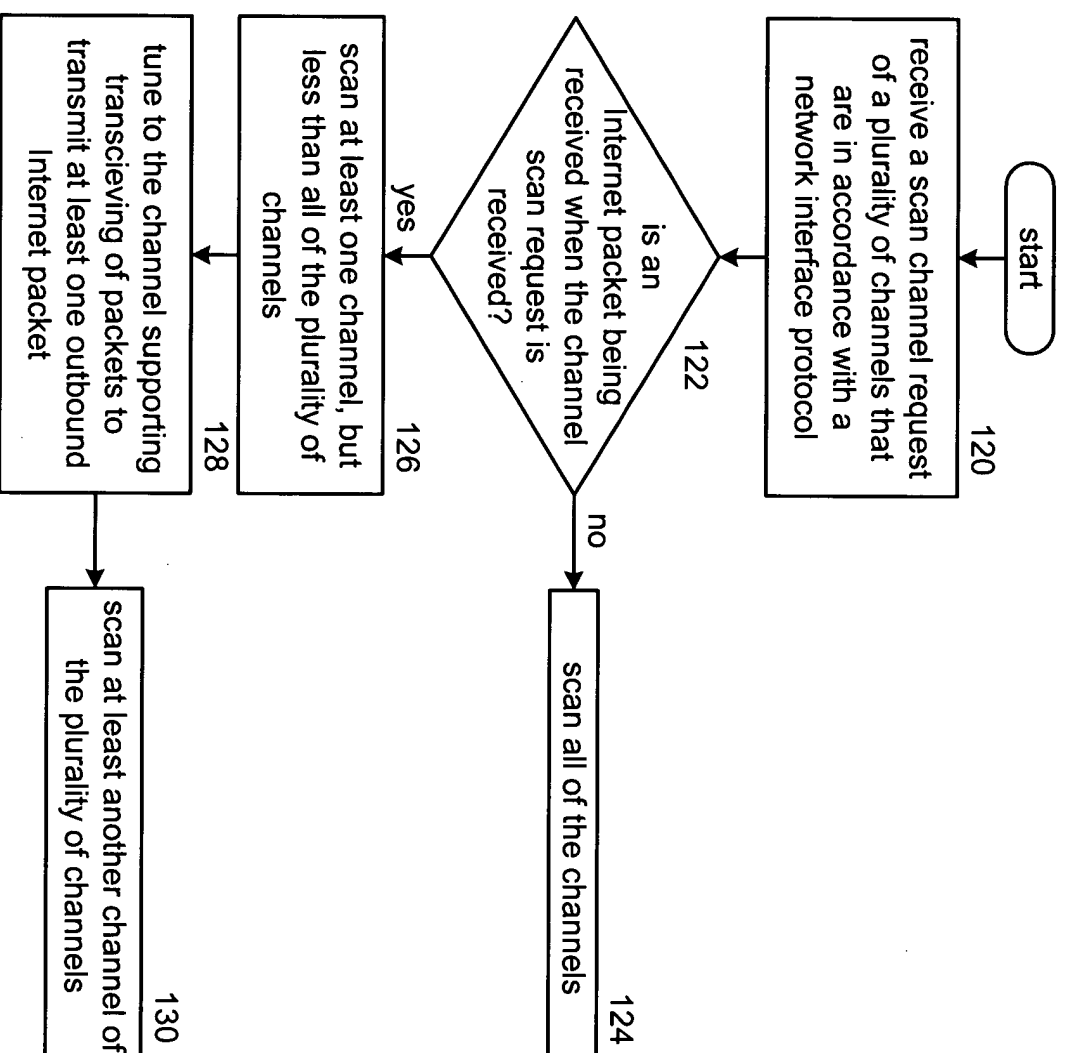 start
120
receive a scan channel request
of a plurality of channels that
are in accordance with a
network interface protocol
122
is an
Internet packet being
received when the channel
scan request is
received?
no
124
scan all of the channels
yes
126
scan at least one channel, but
less than all of the plurality of
channels
128
tune to the channel supporting
transcieving of packets to
transmit at least one outbound
Internet packet
130
scan at least another channel of
the plurality of channels